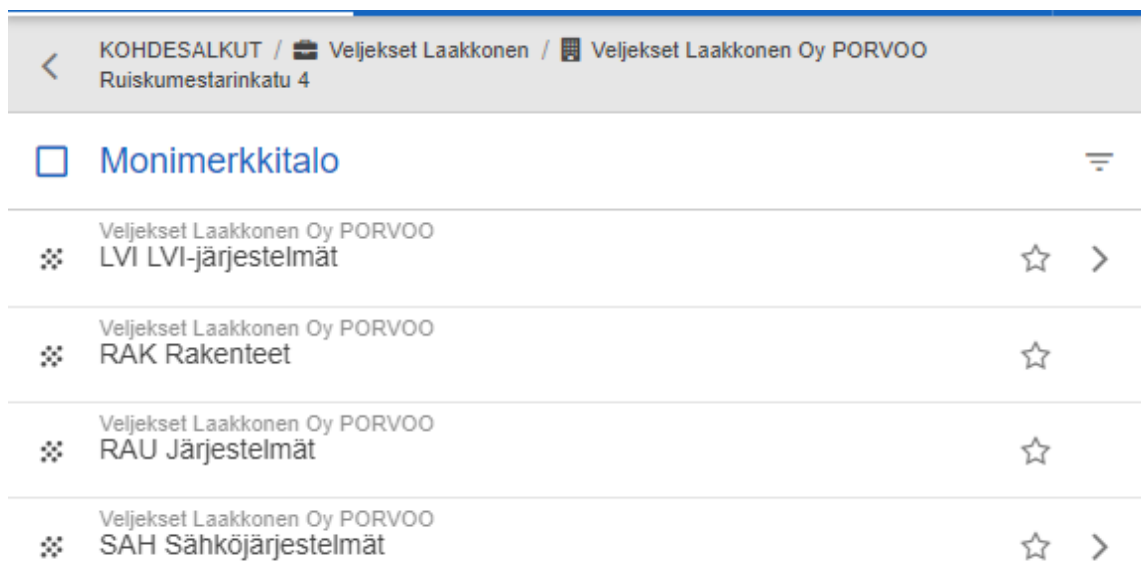 KOHDESALKUT / Veljekset Laakkonen / Veljekset Laakkonen Oy PORVOO
Ruiskumestarinkatu 4
Monimerkkitalo
Veljekset Laakkonen Oy PORVOO
LVI LVI-järjestelmät
Veljekset Laakkonen Oy PORVOO
RAK Rakenteet
Veljekset Laakkonen Oy PORVOO
RAU Järjestelmät
Veljekset Laakkonen Oy PORVOO
SAH Sähköjärjestelmät